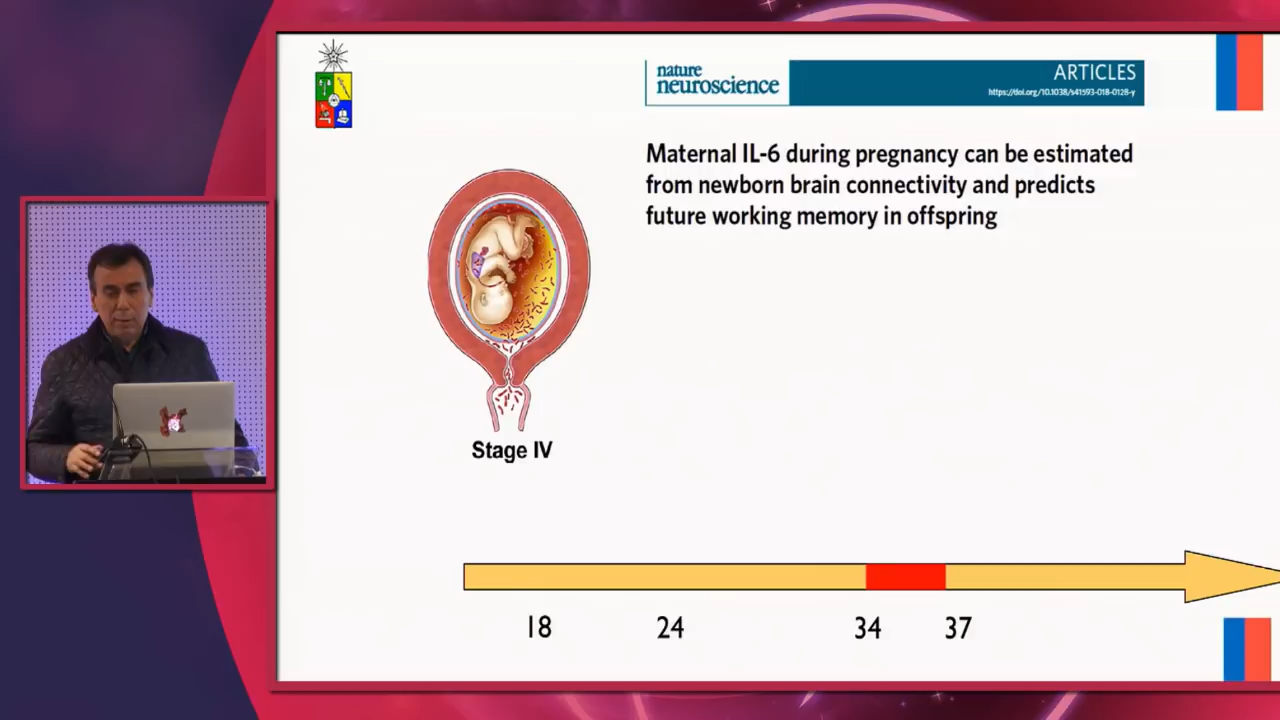 nature
neuroscience
ARTICLES
https://doi.org/10.1038/s41593-018-0128-y
Maternal IL-6 during pregnancy can be estimated
from newborn brain connectivity and predicts
future working memory in offspring
Stage IV
18 24 34 37